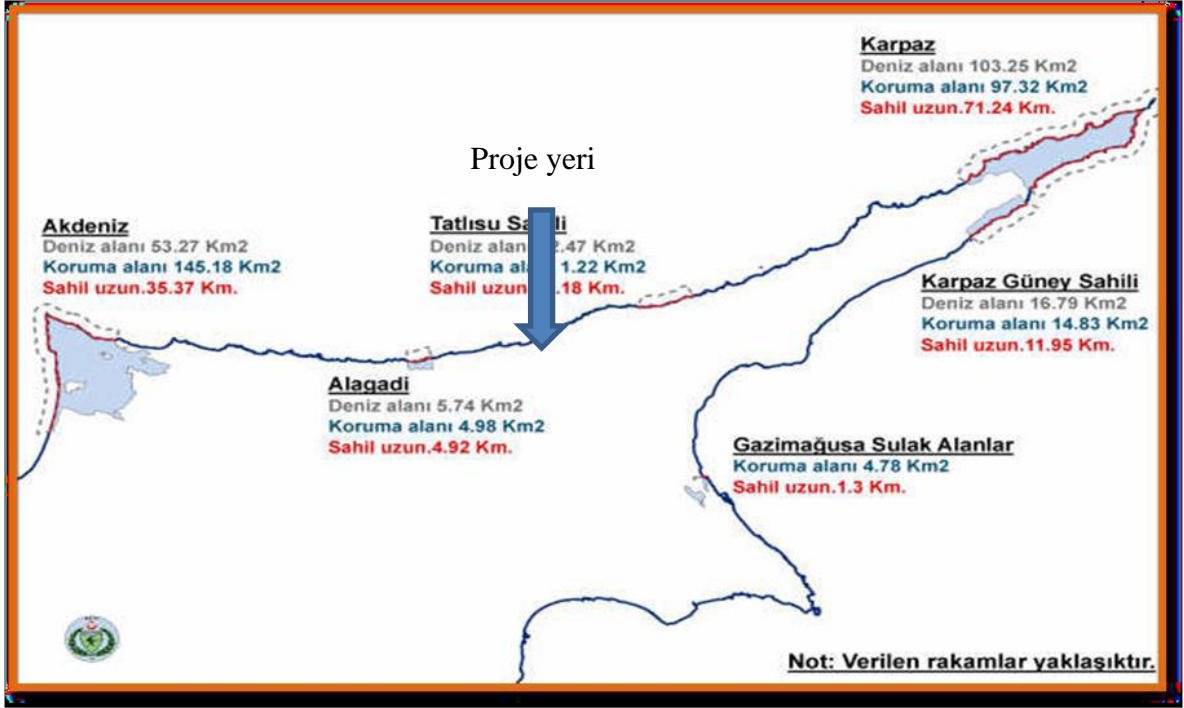 Karpaz
Deniz alanı 103.25 Km2
Koruma alanı 97.32 Km2
Sahil uzun.71.24 Km.
Proje yeri
Akdeniz
Deniz alanı 53.27 Km2
Koruma alanı 145.18 Km2
Sahil uzun.35.37 Km.
Tatlısu
Deniz
Koruma 1.22 Km2
Sahil Km.
Karpaz Güney Sahili
Deniz alanı 16.79 Km2
Koruma alanı 14.83 Km2
Sahil uzun.11.95 Km.
Alagadi
Deniz alanı 5.74 Km2
Koruma alanı 4.98 Km2
Sahil uzun.4.92 Km.
Gazimağusa Sulak Alanlar
Koruma alanı 4.78 Km2
Sahil uzun.1.3 Km.
Not: Verilen rakamlar yaklaşıktır.